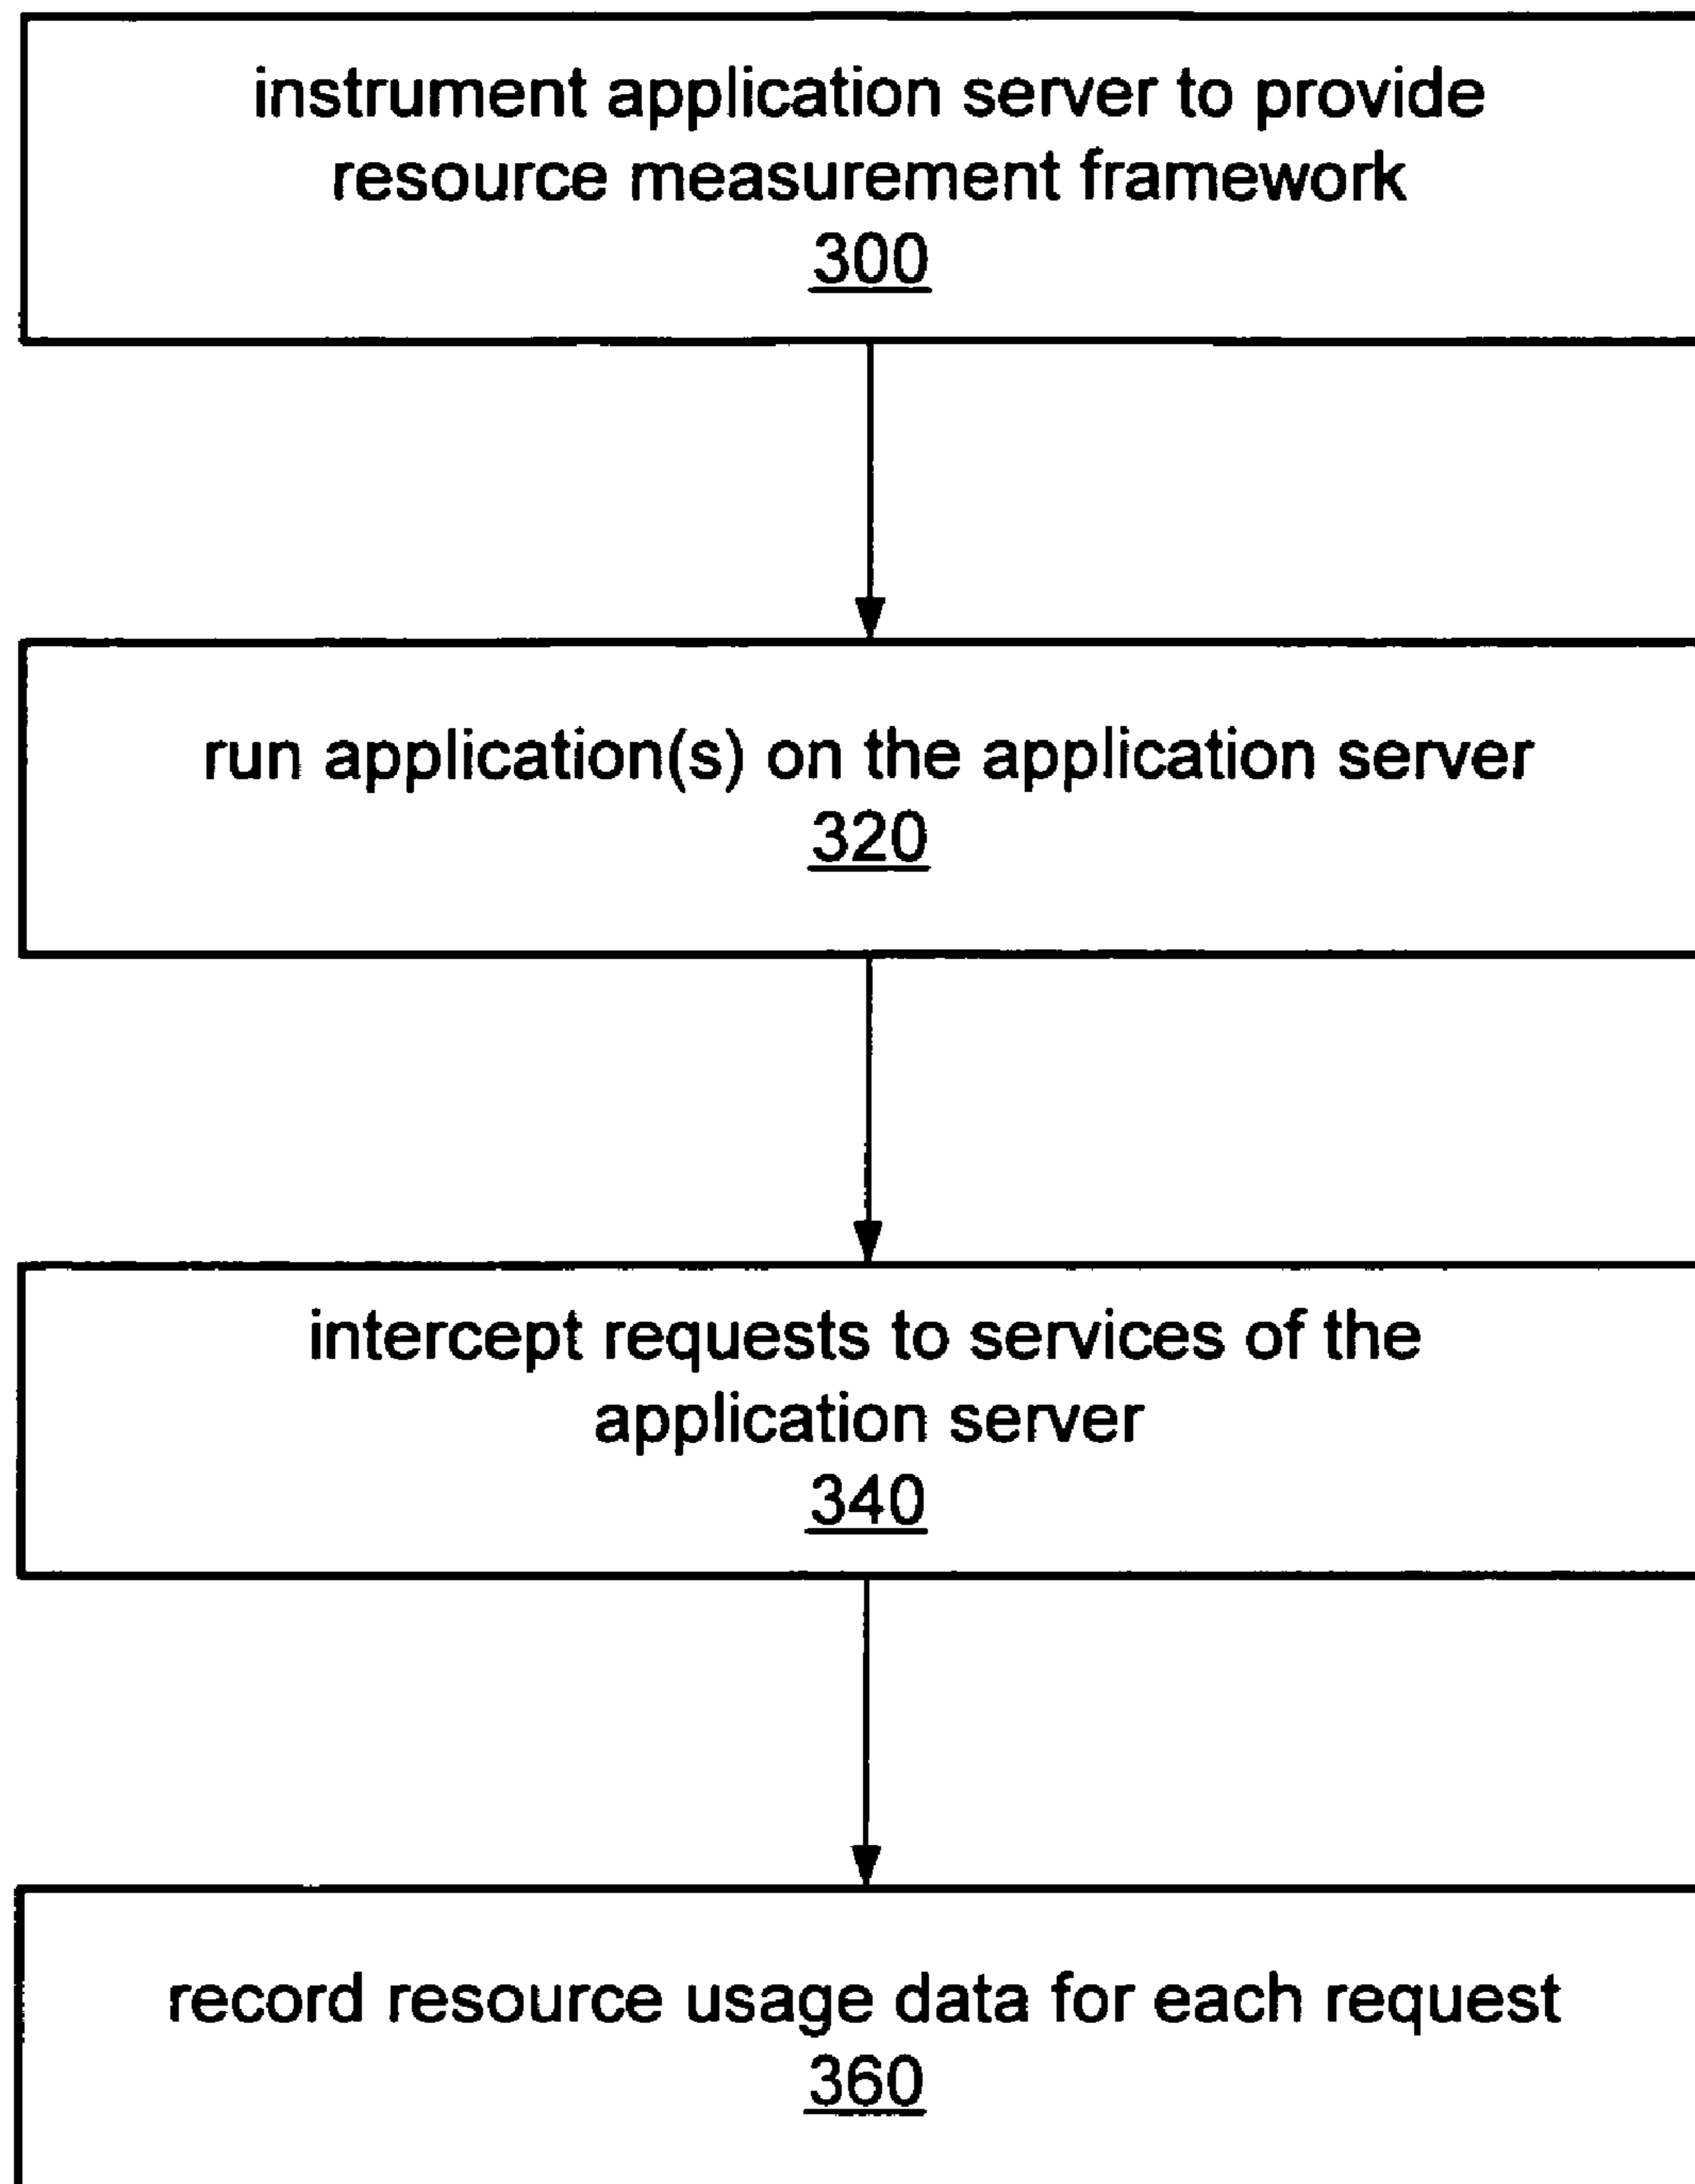 instrument application server to provide
resource measurement framework
300
run application(s) on the application server
320
intercept requests to services of the
application server
340
record resource usage data for each request
360